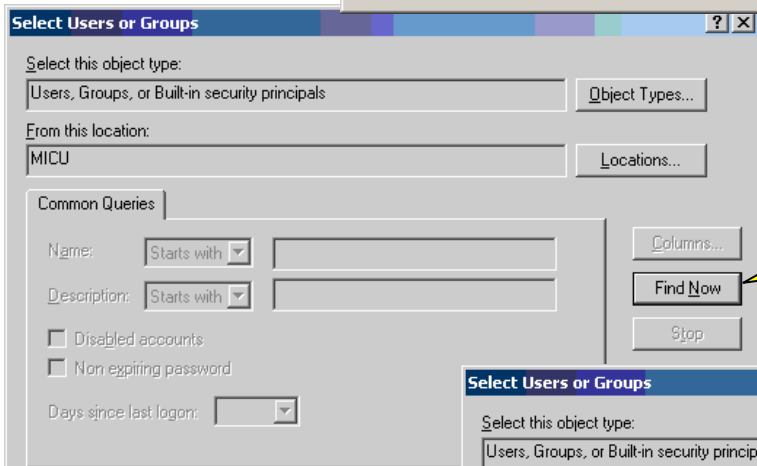 Select Users or Groups
Select this object type:
Users, Groups, or Built-in security principals
Object Types...
From this location:
MICU
Locations...
Common Queries
Name:
Starts with
Columns...
Description:
Starts with
Find Now
Disabled accounts
Stop
Non expiring password
Days since last logon:
Select Users or Groups
Select this object type:
Users, Groups, or Built-in security princip